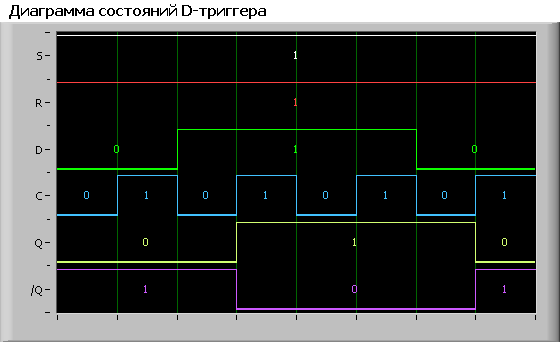 Диаграмма состояний D-триггера
S 1
R 1
D 0 1 0
C 0 1 0 1 0 1 0 1
Q 0 1 0
/Q 1 0 1